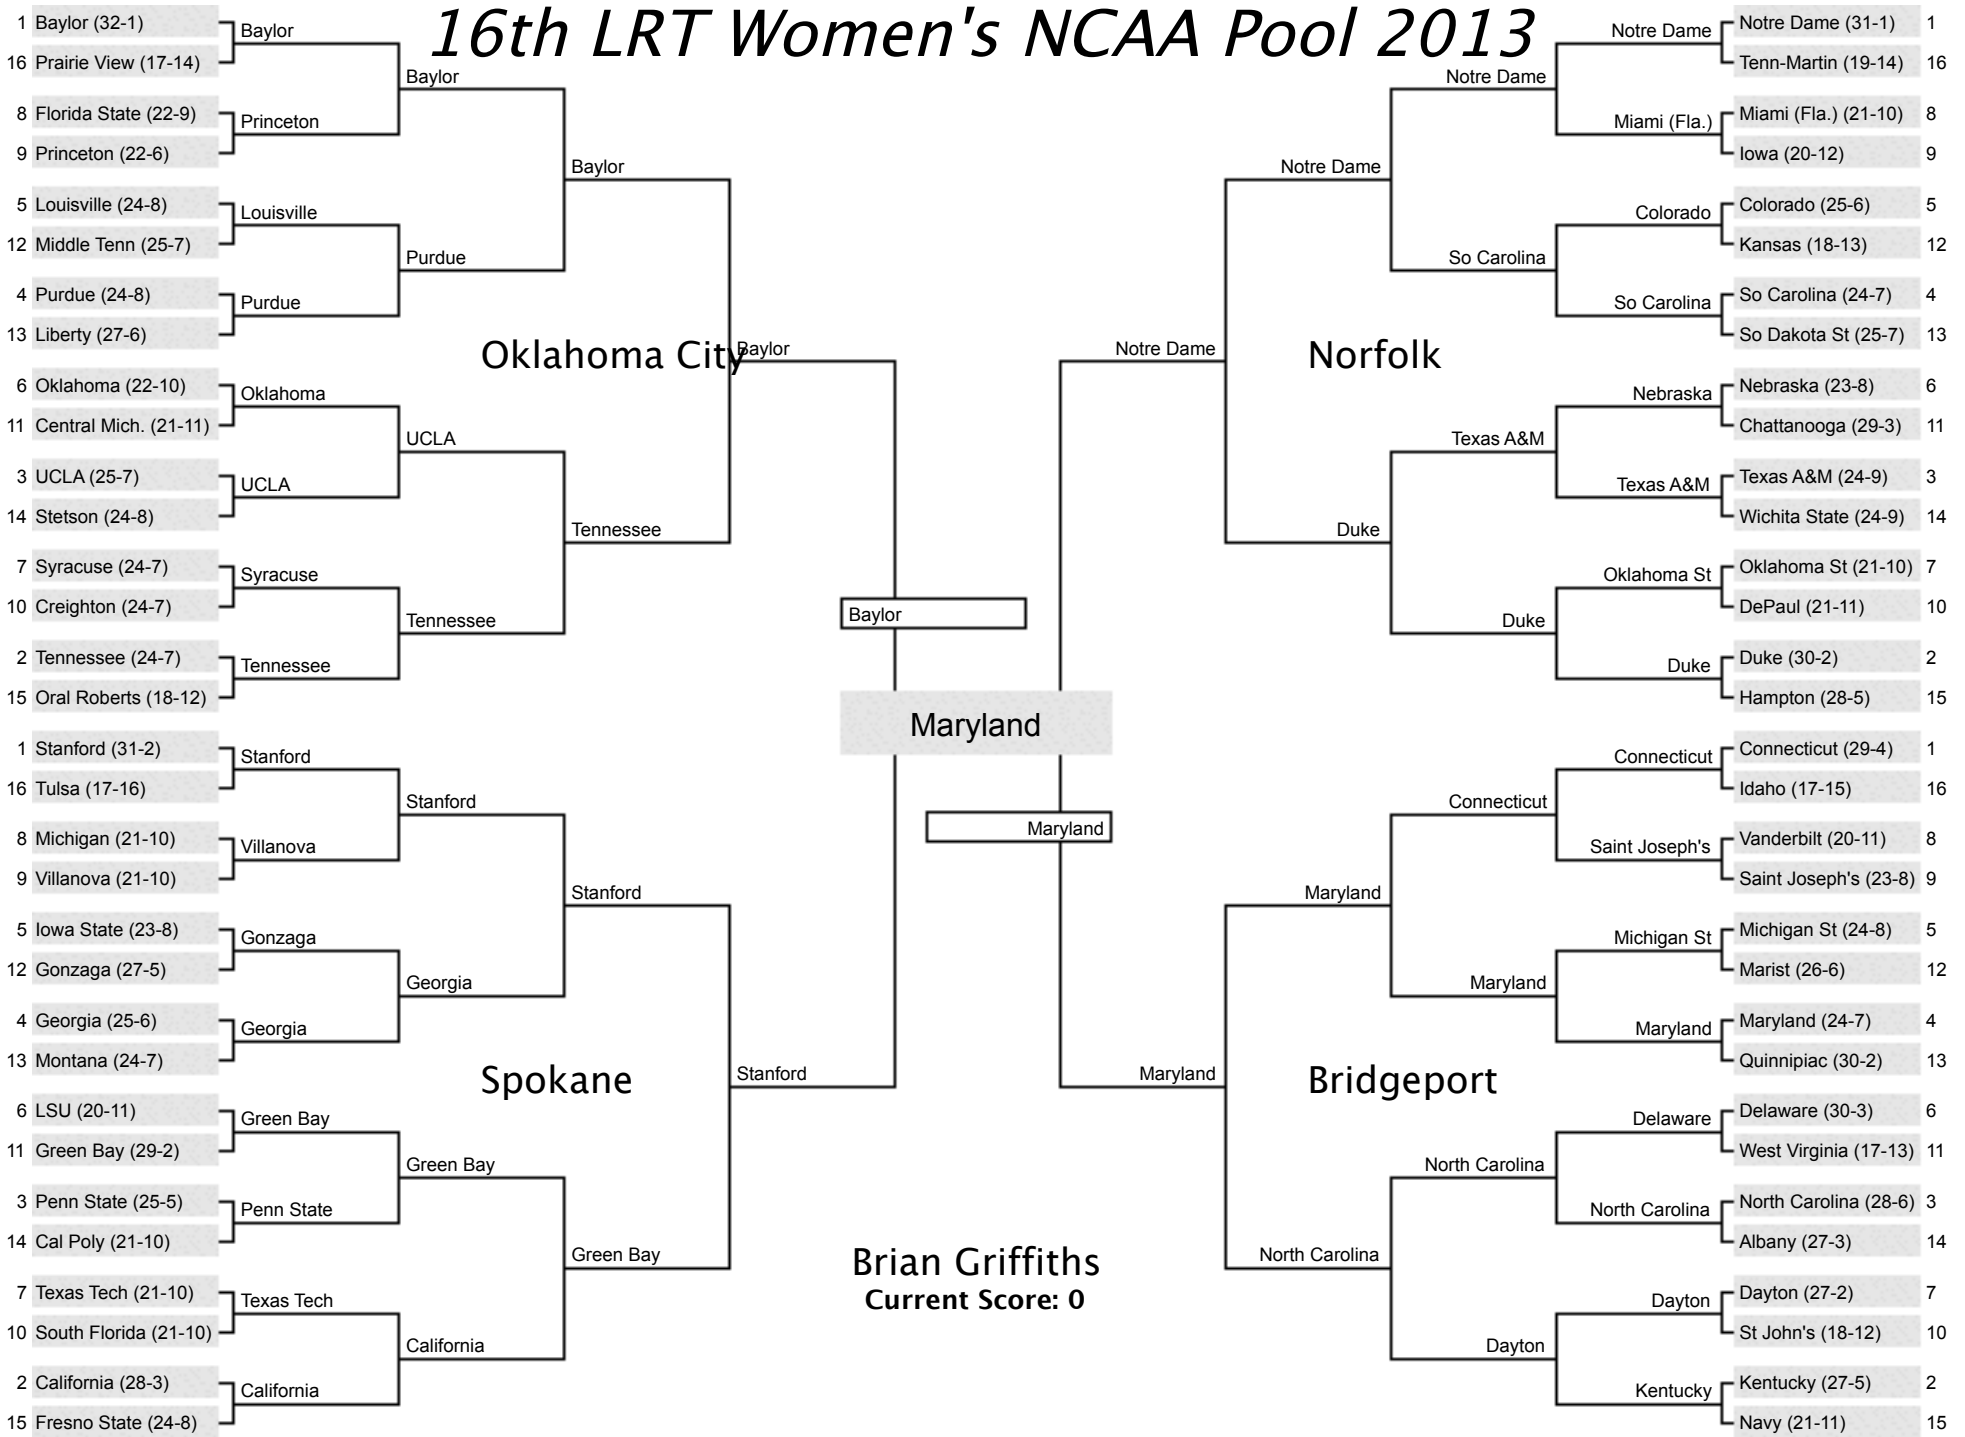 16th LRT Women's NCAA Pool 2013
1 Baylor (32-1)
16 Prairie View (17-14)
8 Florida State (22-9)
9 Princeton (22-6)
5 Louisville (24-8)
12 Middle Tenn (25-7)
4 Purdue (24-8)
13 Liberty (27-6)
6 Oklahoma (22-10)
11 Central Mich. (21-11)
3 UCLA (25-7)
14 Stetson (24-8)
7 Syracuse (24-7)
10 Creighton (24-7)
2 Tennessee (24-7)
15 Oral Roberts (18-12)
Baylor
Princeton
Louisville
Purdue
Oklahoma
UCLA
Syracuse
Tennessee
Baylor
Purdue
UCLA
Tennessee
Baylor
Tennessee
Oklahoma City
Baylor
1 Stanford (31-2)
16 Tulsa (17-16)
8 Michigan (21-10)
9 Villanova (21-10)
5 Iowa State (23-8)
12 Gonzaga (27-5)
4 Georgia (25-6)
13 Montana (24-7)
6 LSU (20-11)
11 Green Bay (29-2)
3 Penn State (25-5)
14 Cal Poly (21-10)
7 Texas Tech (21-10)
10 South Florida (21-10)
2 California (28-3)
15 Fresno State (24-8)
Stanford
Villanova
Gonzaga
Georgia
Green Bay
Penn State
Texas Tech
California
Stanford
Georgia
Green Bay
California
Stanford
Green Bay
Spokane
Stanford
Baylor
Maryland
Maryland
Brian Griffiths
Current Score: 0
Notre Dame (31-1) 1
Tenn-Martin (19-14) 16
Miami (Fla.) (21-10) 8
Iowa (20-12) 9
Colorado (25-6) 5
Kansas (18-13) 12
So Carolina (24-7) 4
So Dakota St (25-7) 13
Nebraska (23-8) 6
Chattanooga (29-3) 11
Texas A&M (24-9) 3
Wichita State (24-9) 14
Oklahoma St (21-10) 7
DePaul (21-11) 10
Duke (30-2) 2
Hampton (28-5) 15
Notre Dame
Miami (Fla.)
Colorado
So Carolina
Nebraska
Texas A&M
Oklahoma St
Duke
Notre Dame
So Carolina
Texas A&M
Duke
Notre Dame
Duke
Norfolk
Notre Dame
Connecticut (29-4) 1
Idaho (17-15) 16
Vanderbilt (20-11) 8
Saint Joseph's (23-8) 9
Michigan St (24-8) 5
Marist (26-6) 12
Maryland (24-7) 4
Quinnipiac (30-2) 13
Delaware (30-3) 6
West Virginia (17-13) 11
North Carolina (28-6) 3
Albany (27-3) 14
Dayton (27-2) 7
St John's (18-12) 10
Kentucky (27-5) 2
Navy (21-11) 15
Connecticut
Saint Joseph's
Michigan St
Maryland
Delaware
North Carolina
Dayton
Kentucky
Connecticut
Maryland
North Carolina
Dayton
Maryland
North Carolina
Bridgeport
Maryland